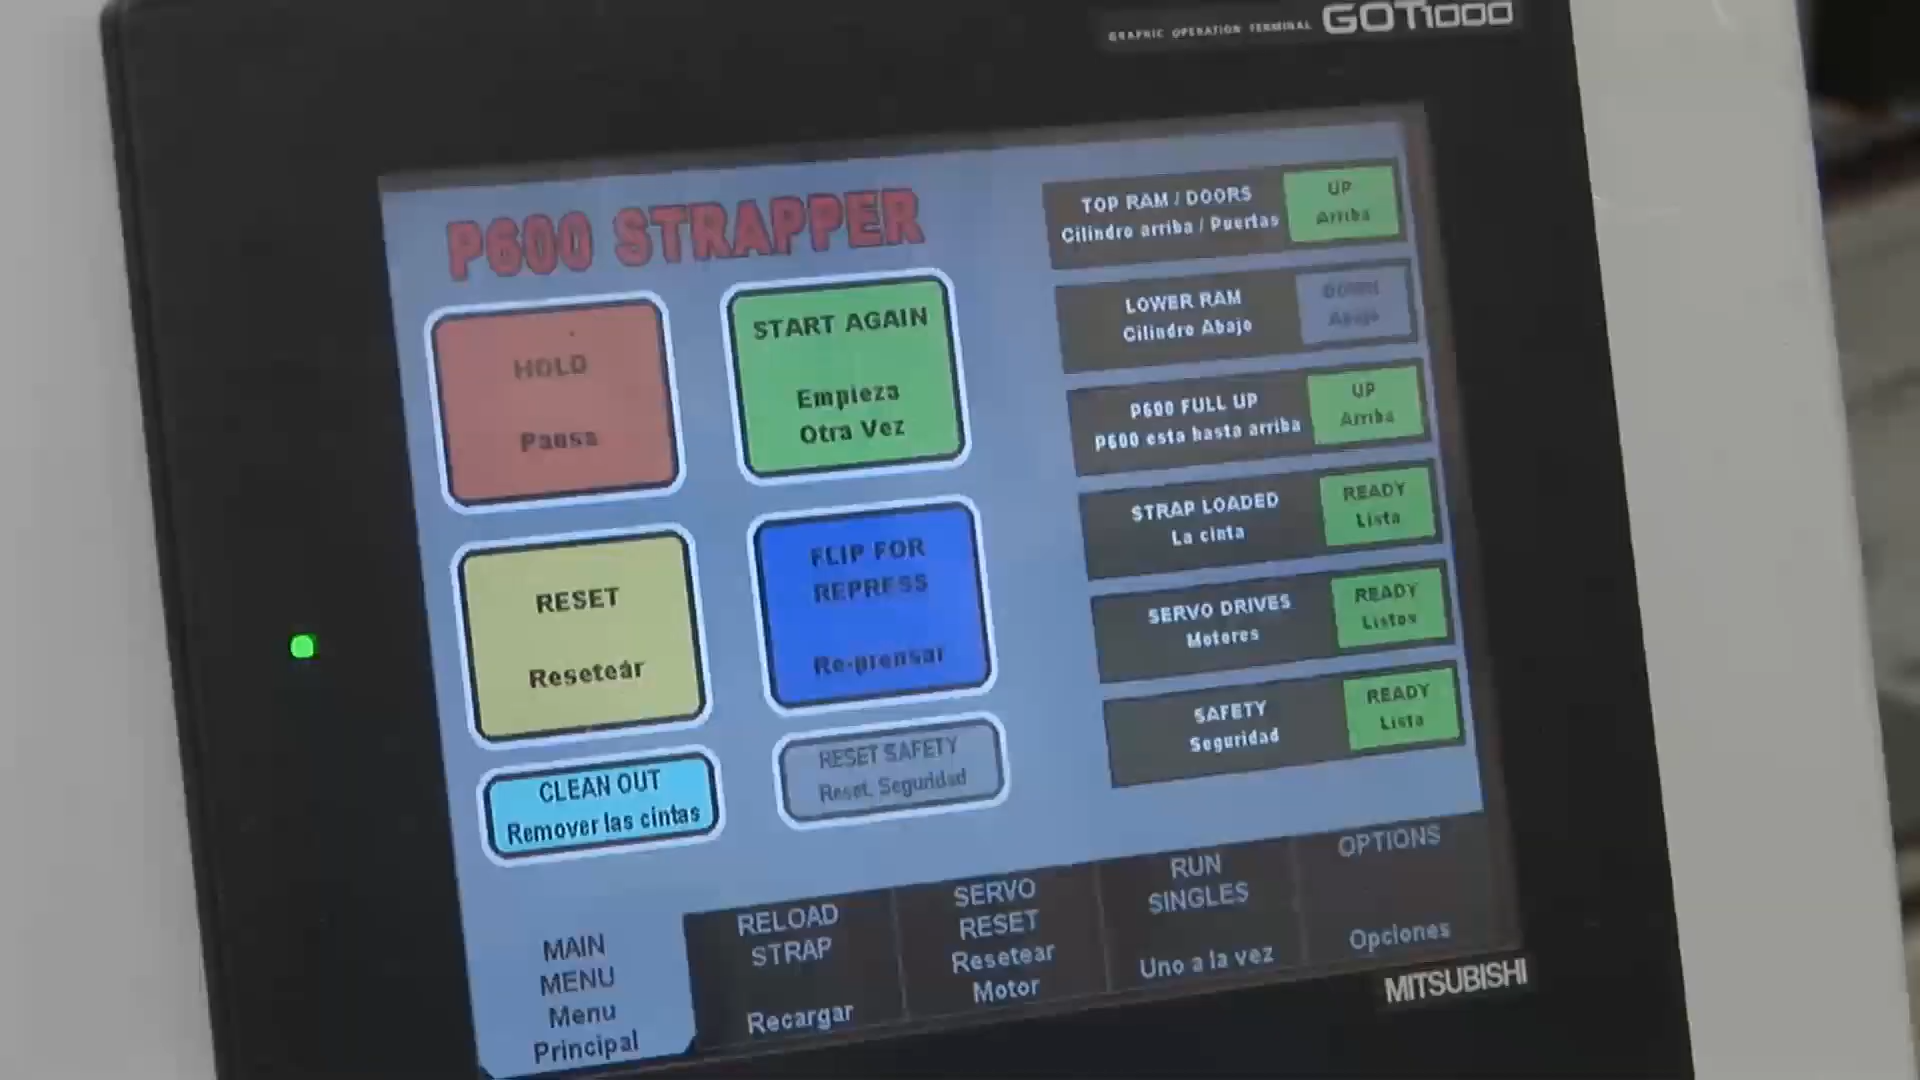 GRAPHIC OPERATION TERMINAL GOT1000
P600 STRAPPER
HOLD
Pausa
START AGAIN
Empieza
Otra Vez
RESET
Reseteár
FLIP FOR
REPRESS
Re-prensar
CLEAN OUT
Remover las cintas
RESET SAFETY
Reset. Seguridad
TOP RAM / DOORS
Cilindro arriba / Puertas
UP
Arriba
LOWER RAM
Cilindro Abajo
DOWN
Abajo
P600 FULL UP
P600 esta hasta arriba
UP
Arriba
STRAP LOADED
La cinta
READY
Lista
SERVO DRIVES
Motores
READY
Listos
SAFETY
Seguridad
READY
Lista
MAIN
MENU
Menu
Principal
RELOAD
STRAP
Recargar
SERVO
RESET
Resetear
Motor
RUN
SINGLES
Uno a la vez
OPTIONS
Opciones
MITSUBISHI